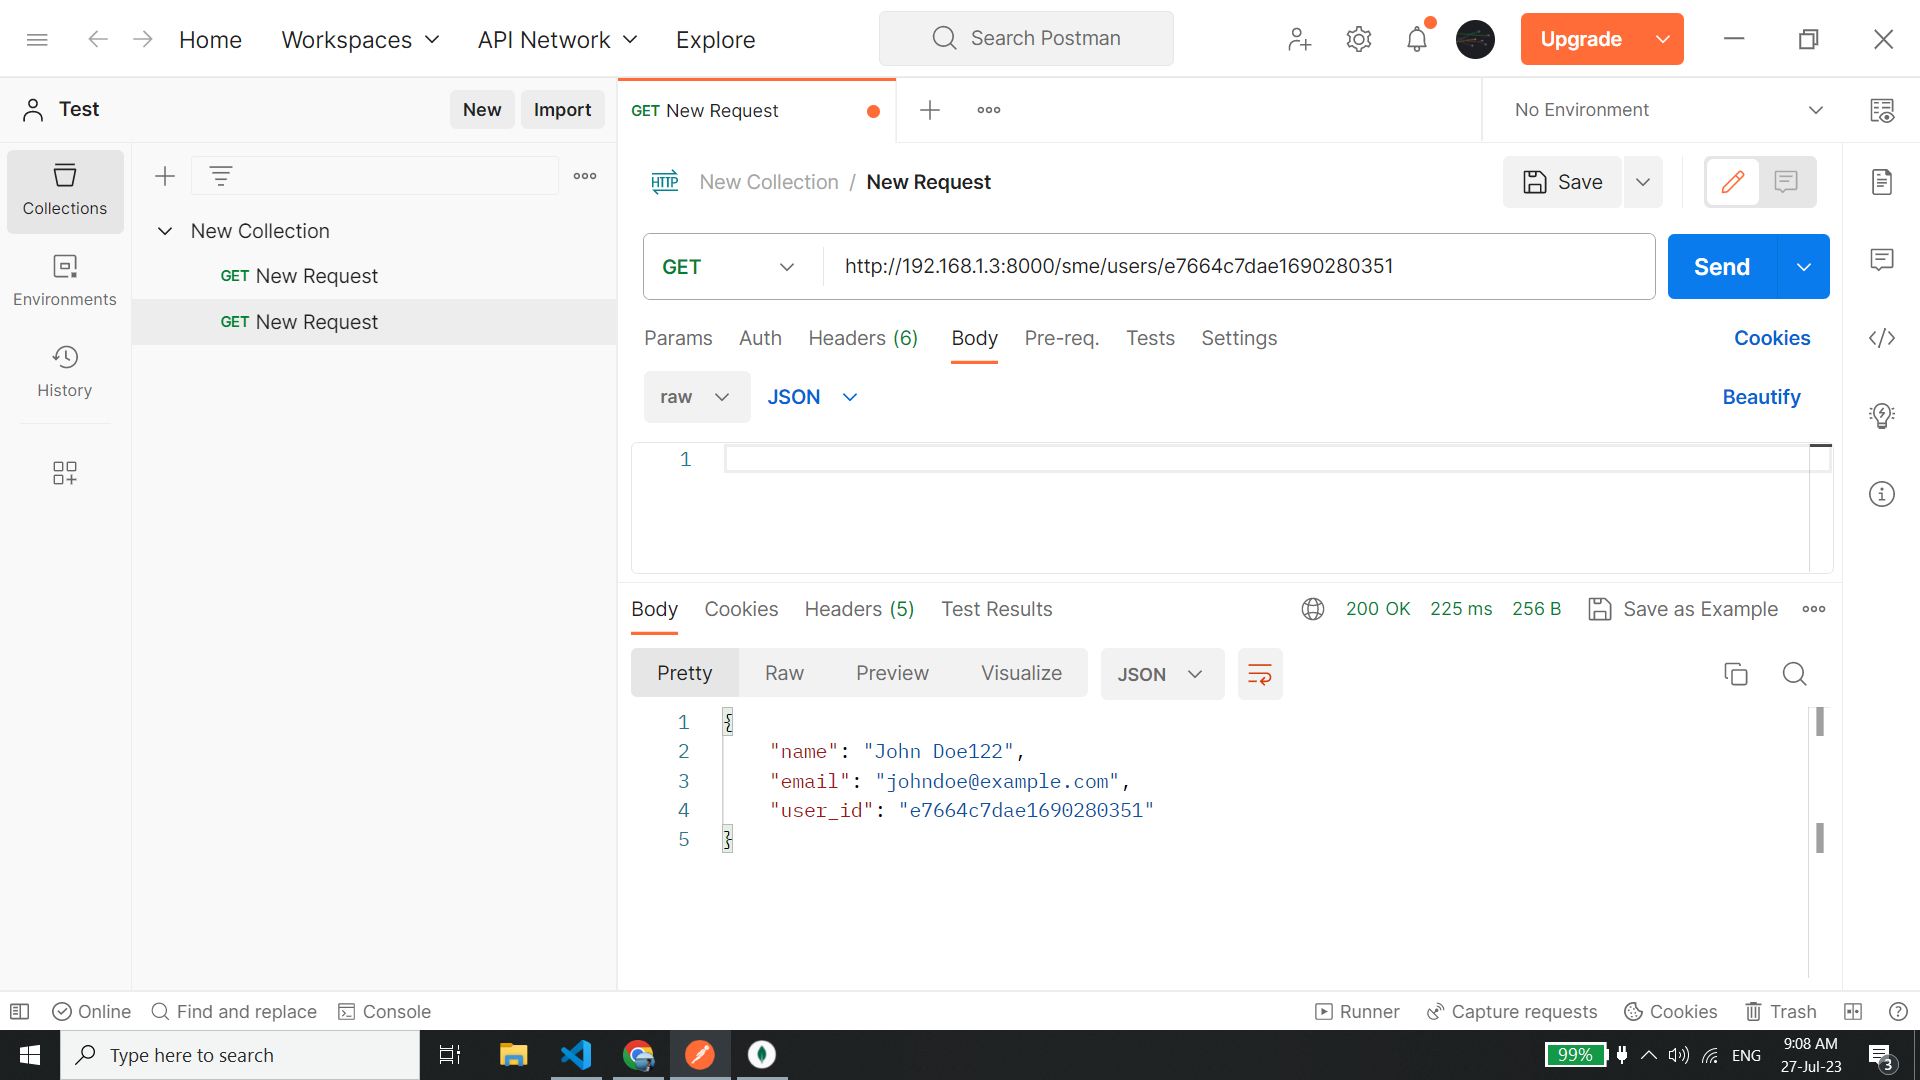 Home Workspaces API Network Explore Search Postman Upgrade
Test New Import GET New Request No Environment
Collections
Environments
History
New Collection
GET New Request
GET New Request
HTTP New Collection / New Request Save
GET http://192.168.1.3:8000/sme/users/e7664c7dae1690280351 Send
Params Auth Headers (6) Body Pre-req. Tests Settings Cookies
raw JSON Beautify
1
Body Cookies Headers (5) Test Results 200 OK 225 ms 256 B Save as Example
Pretty Raw Preview Visualize JSON
1 {
2 "name": "John Doe122",
3 "email": "johndoe@example.com",
4 "user_id": "e7664c7dae1690280351"
5 }
Online Find and replace Console Runner Capture requests Cookies Trash
Type here to search 99% ENG 9:08 AM
27-Jul-23 3